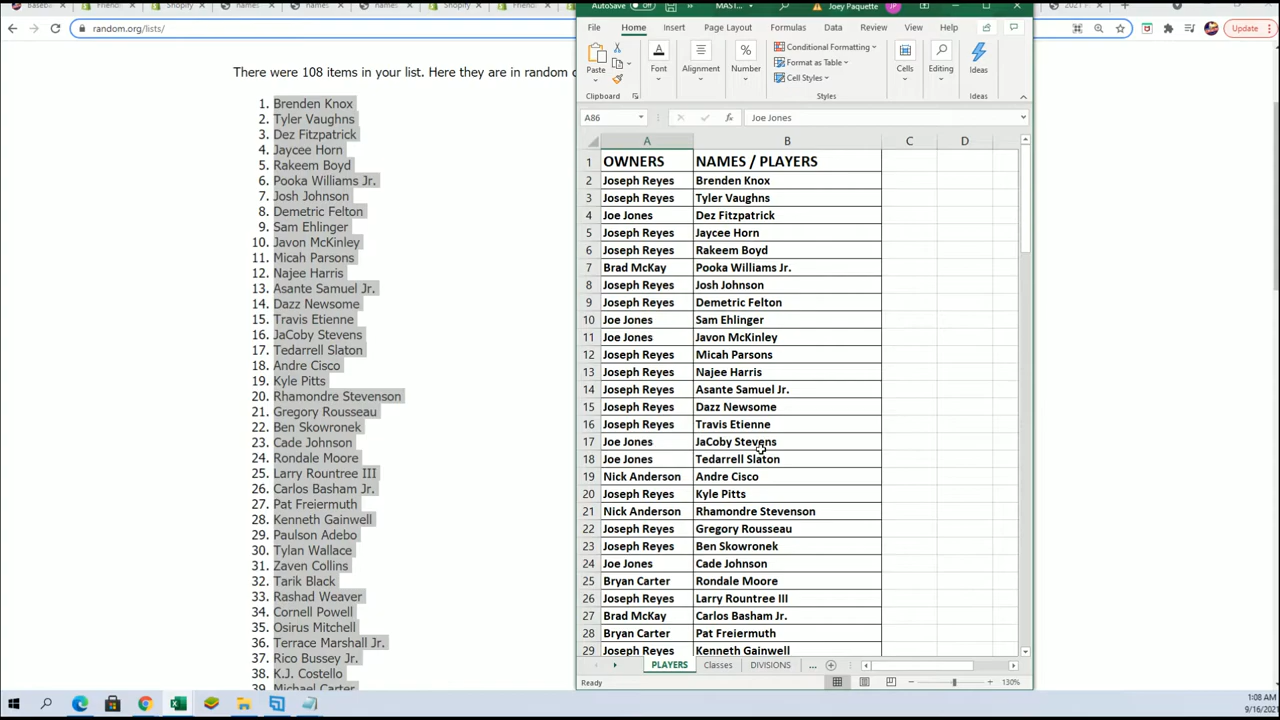 Shopify
names
names
names
Shopify
random.org/lists/
Update
There were 108 items in your list. Here they are in random
1. Brenden Knox
2. Tyler Vaughns
3. Dez Fitzpatrick
4. Jaycee Horn
5. Rakeem Boyd
6. Pooka Williams Jr.
7. Josh Johnson
8. Demetric Felton
9. Sam Ehlinger
10. Javon McKinley
11. Micah Parsons
12. Najee Harris
13. Asante Samuel Jr.
14. Dazz Newsome
15. Travis Etienne
16. JaCoby Stevens
17. Tedarrell Slaton
18. Andre Cisco
19. Kyle Pitts
20. Rhamondre Stevenson
21. Gregory Rousseau
22. Ben Skowronek
23. Cade Johnson
24. Rondale Moore
25. Larry Rountree III
26. Carlos Basham Jr.
27. Pat Freiermuth
28. Kenneth Gainwell
29. Paulson Adebo
30. Tylan Wallace
31. Zaven Collins
32. Tarik Black
33. Rashad Weaver
34. Cornell Powell
35. Osirus Mitchell
36. Terrace Marshall Jr.
37. Rico Bussey Jr.
38. K.J. Costello
39. Michael Carter
AutoSave Off MAST... Joey Paquette JP
File Home Insert Page Layout Formulas Data Review View Help
Paste Font Alignment Number Conditional Formatting Format as Table Cell Styles Cells Editing Ideas
Clipboard Styles Ideas
A86 fx Joe Jones
A B C D
1 OWNERS NAMES / PLAYERS
2 Joseph Reyes Brenden Knox
3 Joseph Reyes Tyler Vaughns
4 Joe Jones Dez Fitzpatrick
5 Joseph Reyes Jaycee Horn
6 Joseph Reyes Rakeem Boyd
7 Brad McKay Pooka Williams Jr.
8 Joseph Reyes Josh Johnson
9 Joseph Reyes Demetric Felton
10 Joe Jones Sam Ehlinger
11 Joe Jones Javon McKinley
12 Joseph Reyes Micah Parsons
13 Joseph Reyes Najee Harris
14 Joseph Reyes Asante Samuel Jr.
15 Joseph Reyes Dazz Newsome
16 Joseph Reyes Travis Etienne
17 Joe Jones JaCoby Stevens
18 Joe Jones Tedarrell Slaton
19 Nick Anderson Andre Cisco
20 Joseph Reyes Kyle Pitts
21 Nick Anderson Rhamondre Stevenson
22 Joseph Reyes Gregory Rousseau
23 Joseph Reyes Ben Skowronek
24 Joe Jones Cade Johnson
25 Bryan Carter Rondale Moore
26 Joseph Reyes Larry Rountree III
27 Brad McKay Carlos Basham Jr.
28 Bryan Carter Pat Freiermuth
29 Joseph Reyes Kenneth Gainwell
PLAYERS Classes DIVISIONS ...
Ready 130%
1:08 AM